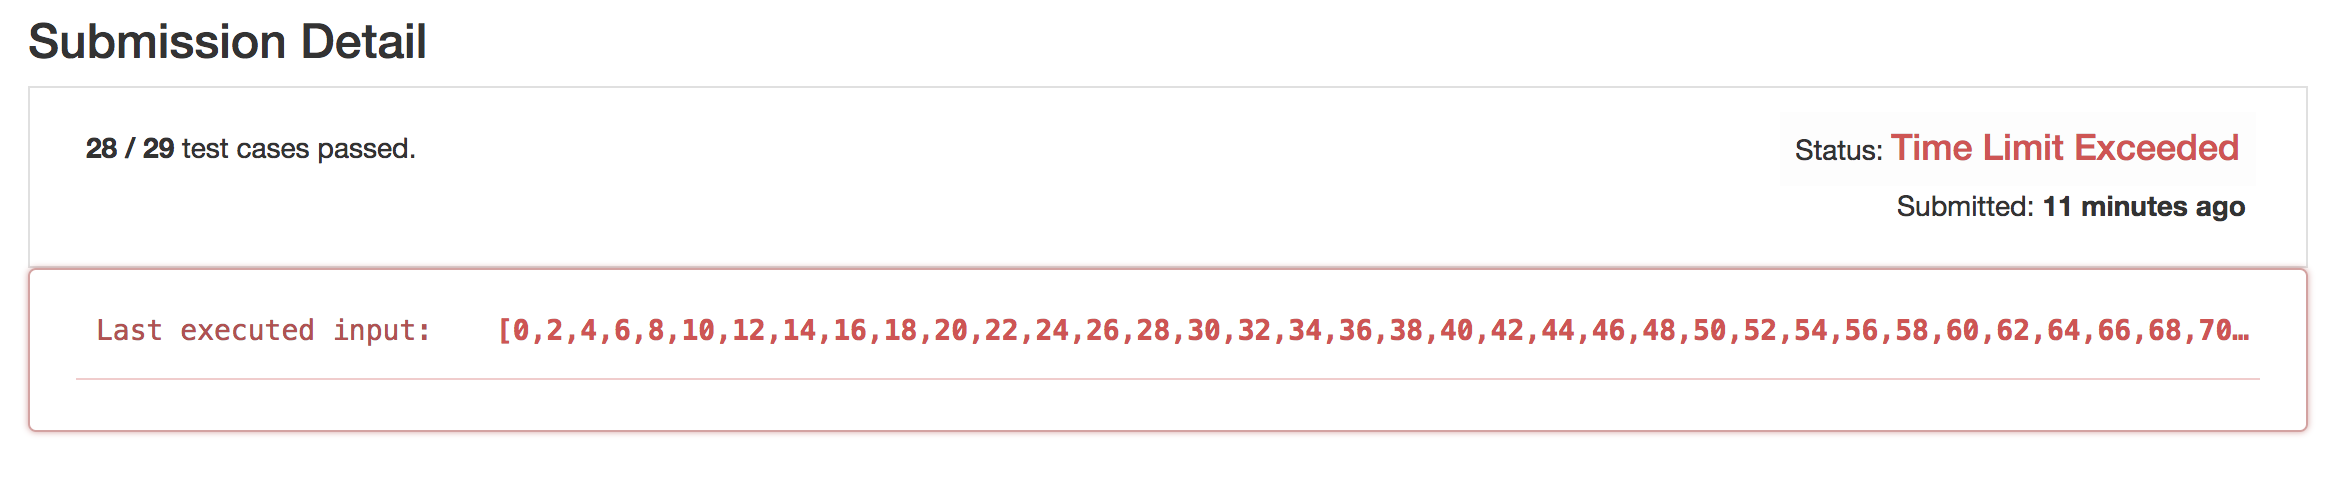 Submission Detail
28 / 29 test cases passed.
Status: Time Limit Exceeded
Submitted: 11 minutes ago
Last executed input: [0,2,4,6,8,10,12,14,16,18,20,22,24,26,28,30,32,34,36,38,40,42,44,46,48,50,52,54,56,58,60,62,64,66,68,70…